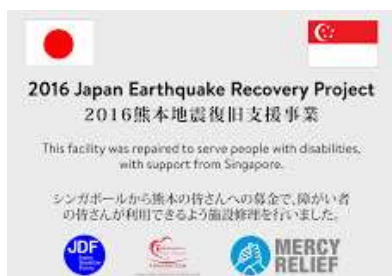 2016 Japan Earthquake Recovery Project
2016熊本地震復旧支援事業
This facility was repaired to serve people with disabilities,
with support from Singapore.
シンガポールから熊本の皆さんへの募金で、障がい者
の皆さんが利用できるよう施設修理を行いました。
JDF
MERCY
RELIEF